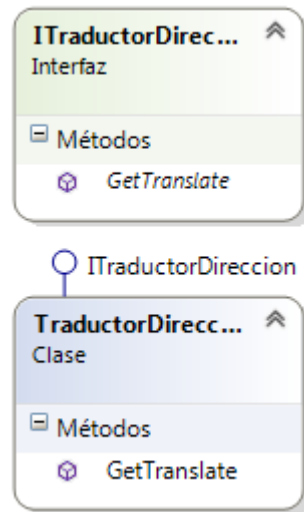 ITraductorDirec...
Interfaz
Métodos
GetTranslate
ITraductorDireccion
TraductorDirecc...
Clase
Métodos
GetTranslate